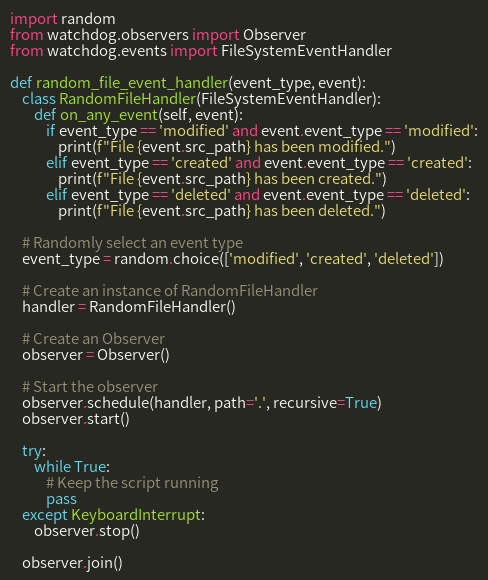 import random
from watchdog.observers import Observer
from watchdog.events import FileSystemEventHandler

def random_file_event_handler(event_type, event):
    class RandomFileHandler(FileSystemEventHandler):
        def on_any_event(self, event):
            if event_type == 'modified' and event.event_type == 'modified':
                print(f"File {event.src_path} has been modified.")
            elif event_type == 'created' and event.event_type == 'created':
                print(f"File {event.src_path} has been created.")
            elif event_type == 'deleted' and event.event_type == 'deleted':
                print(f"File {event.src_path} has been deleted.")

    # Randomly select an event type
    event_type = random.choice(['modified', 'created', 'deleted'])

    # Create an instance of RandomFileHandler
    handler = RandomFileHandler()

    # Create an Observer
    observer = Observer()

    # Start the observer
    observer.schedule(handler, path='.', recursive=True)
    observer.start()

    try:
        while True:
            # Keep the script running
            pass
    except KeyboardInterrupt:
        observer.stop()

    observer.join()